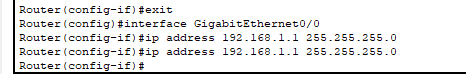 Router(config-if)#exit
Router(config)#interface GigabitEthernet0/0
Router(config-if)#ip address 192.168.1.1 255.255.255.0
Router(config-if)#ip address 192.168.1.1 255.255.255.0
Router(config-if)#